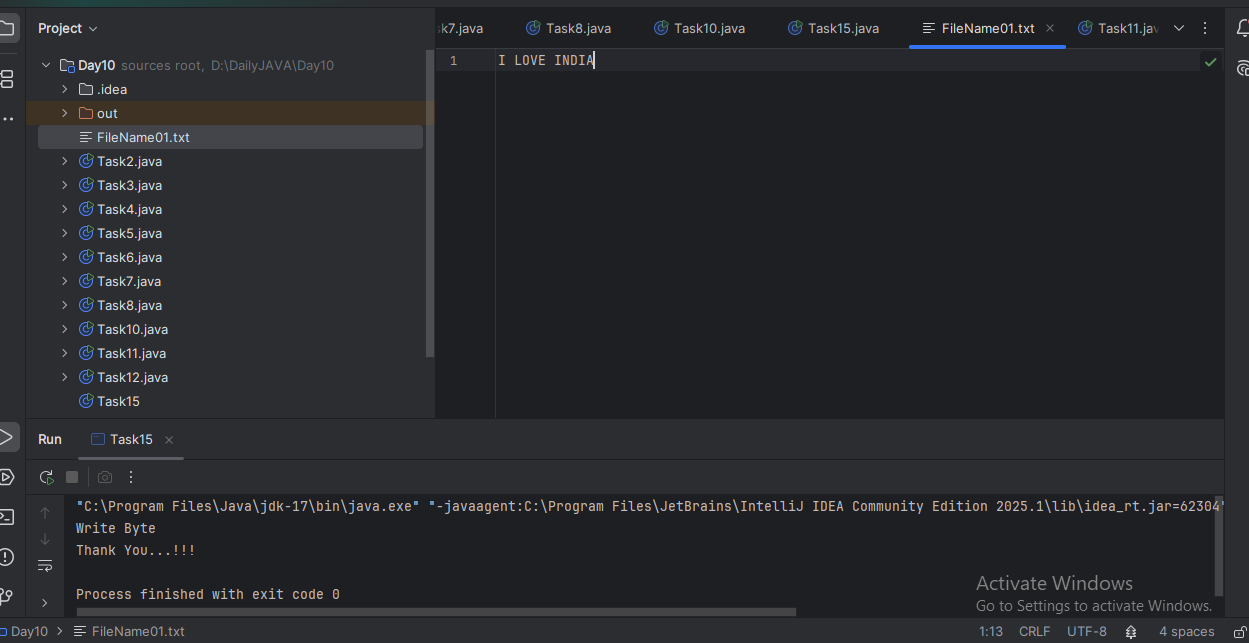 Project
k7.java
Task8.java
Task10.java
Task15.java
FileName01.txt
Task11.jav
Day10 sources root, D:\DailyJAVA\Day10
.idea
out
FileName01.txt
Task2.java
Task3.java
Task4.java
Task5.java
Task6.java
Task7.java
Task8.java
Task10.java
Task11.java
Task12.java
Task15
1 I LOVE INDIA
Run Task15
"C:\Program Files\Java\jdk-17\bin\java.exe" "-javaagent:C:\Program Files\JetBrains\IntelliJ IDEA Community Edition 2025.1\lib\idea_rt.jar=62304
Write Byte
Thank You...!!!
Process finished with exit code 0
Activate Windows
Go to Settings to activate Windows.
Day10 > FileName01.txt
1:13 CRLF UTF-8 4 spaces